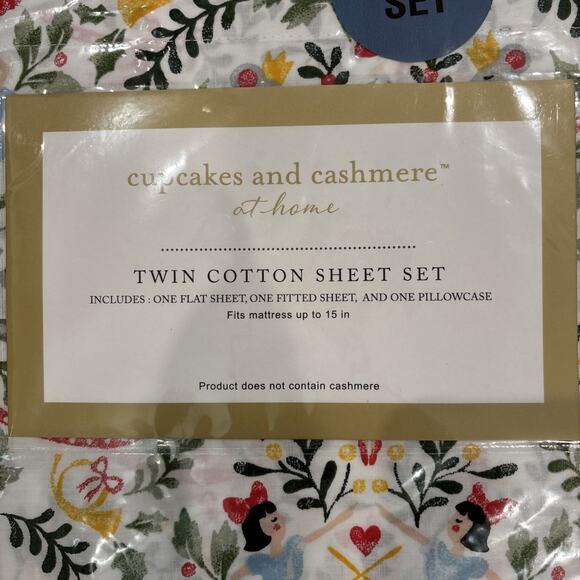 SET
cupcakes and cashmere™
at home
TWIN COTTON SHEET SET
INCLUDES : ONE FLAT SHEET, ONE FITTED SHEET, AND ONE PILLOWCASE
Fits mattress up to 15 in
Product does not contain cashmere